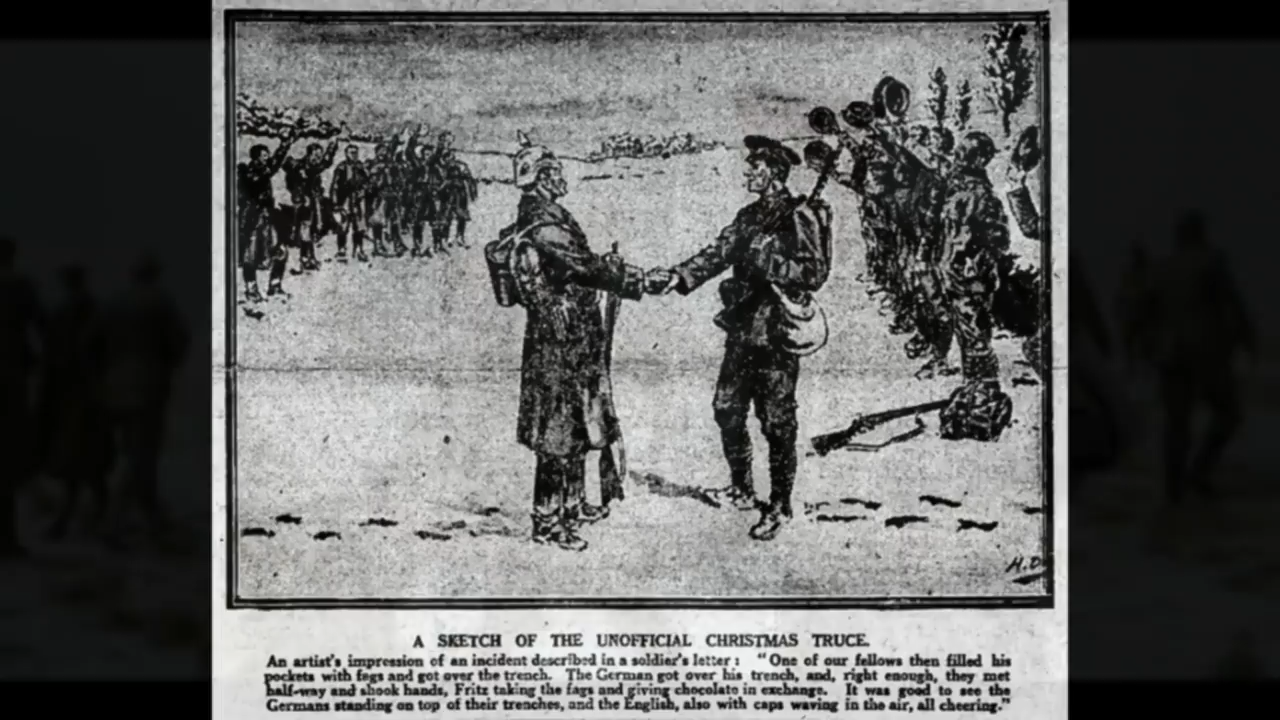 H.D.
A SKETCH OF THE UNOFFICIAL CHRISTMAS TRUCE.
An artist's impression of an incident described in a soldier's letter: "One of our fellows then filled his
pockets with fags and got over the trench. The German got over his trench, and, right enough, they met
half-way and shook hands, Fritz taking the fags and giving chocolate in exchange. It was good to see the
Germans standing on top of their trenches, and the English, also with caps waving in the air, all cheering."